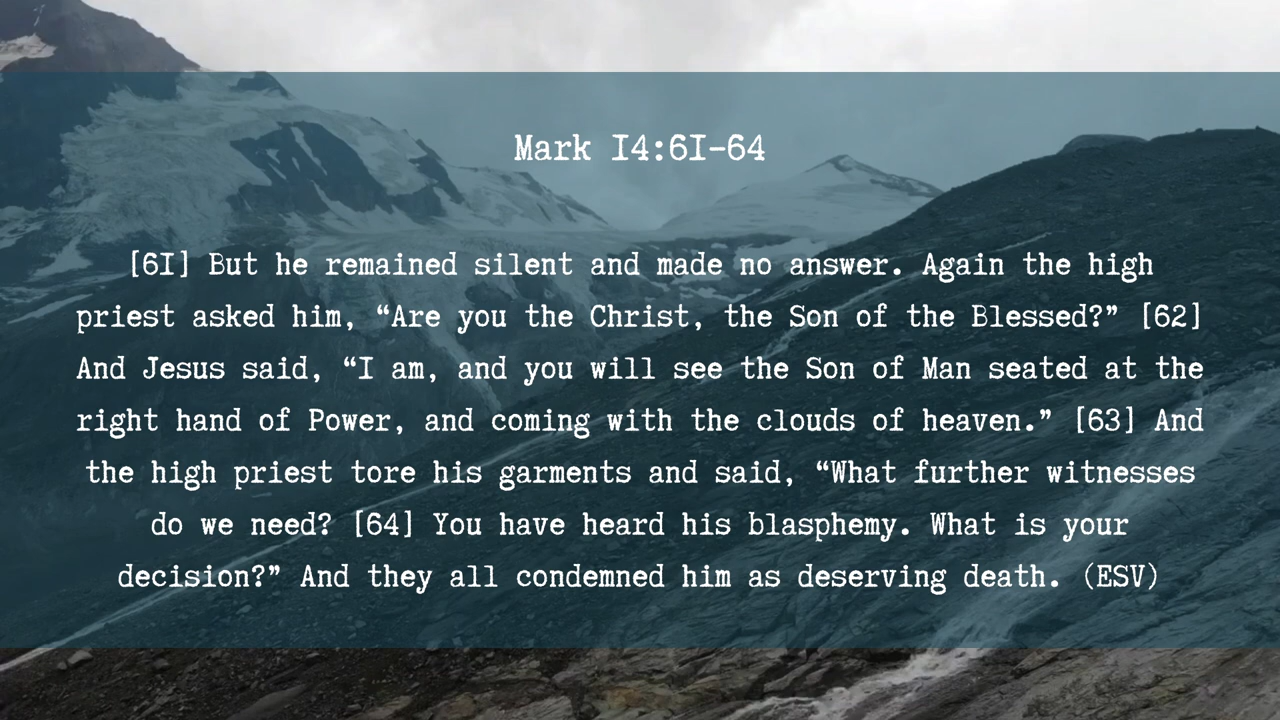 Mark 14:61-64
[61] But he remained silent and made no answer. Again the high
priest asked him, “Are you the Christ, the Son of the Blessed?” [62]
And Jesus said, “I am, and you will see the Son of Man seated at the
right hand of Power, and coming with the clouds of heaven.” [63] And
the high priest tore his garments and said, “What further witnesses
do we need? [64] You have heard his blasphemy. What is your
decision?” And they all condemned him as deserving death. (ESV)